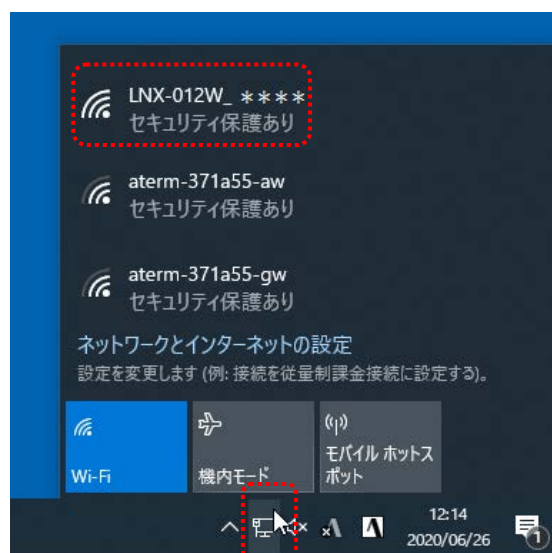 LNX-012W_ ****
セキュリティ保護あり
aterm-371a55-aw
セキュリティ保護あり
aterm-371a55-gw
セキュリティ保護あり
ネットワークとインターネットの設定
設定を変更します (例: 接続を従量制課金接続に設定する)。
Wi-Fi
機内モード
モバイル ホットス
ポット
A
12:14
2020/06/26
1